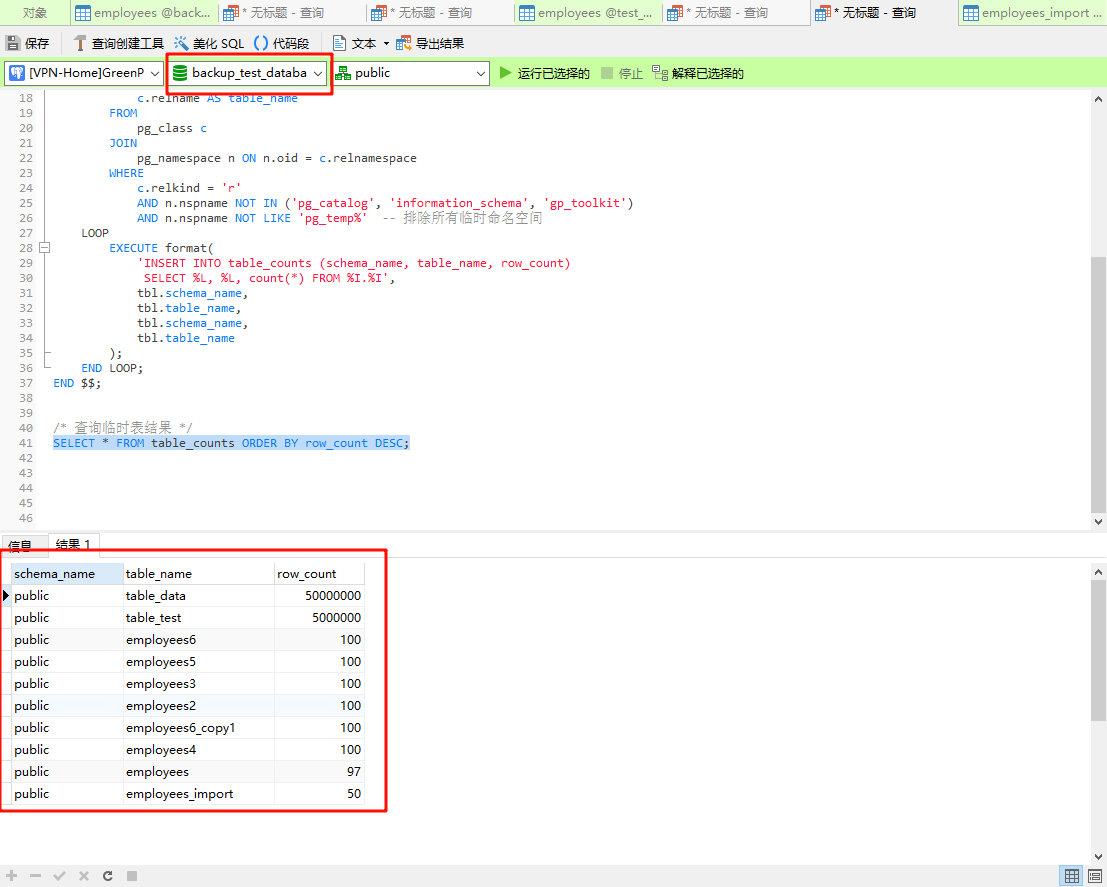 对象 employees @back... * 无标题 - 查询 * 无标题 - 查询 employees @test_... * 无标题 - 查询 * 无标题 - 查询 employees_import ...
保存 查询创建工具 美化 SQL () 代码段 文本 导出结果
[VPN-Home]GreenP backup_test_databa public 运行已选择的 停止 解释已选择的
18 c.relname AS table_name
19 FROM
20 pg_class c
21 JOIN
22 pg_namespace n ON n.oid = c.relnamespace
23 WHERE
24 c.relkind = 'r'
25 AND n.nspname NOT IN ('pg_catalog', 'information_schema', 'gp_toolkit')
26 AND n.nspname NOT LIKE 'pg_temp%' -- 排除所有临时命名空间
27 LOOP
28 EXECUTE format(
29 'INSERT INTO table_counts (schema_name, table_name, row_count)
30 SELECT %L, %L, count(*) FROM %I.%I',
31 tbl.schema_name,
32 tbl.table_name,
33 tbl.schema_name,
34 tbl.table_name
35 );
36 END LOOP;
37 END $$;
38
39
40 /* 查询临时表结果 */
41 SELECT * FROM table_counts ORDER BY row_count DESC;
42
43
44
45
46
信息 结果 1
schema_name table_name row_count
public table_data 50000000
public table_test 5000000
public employees6 100
public employees5 100
public employees3 100
public employees2 100
public employees6_copy1 100
public employees4 100
public employees 97
public employees_import 50